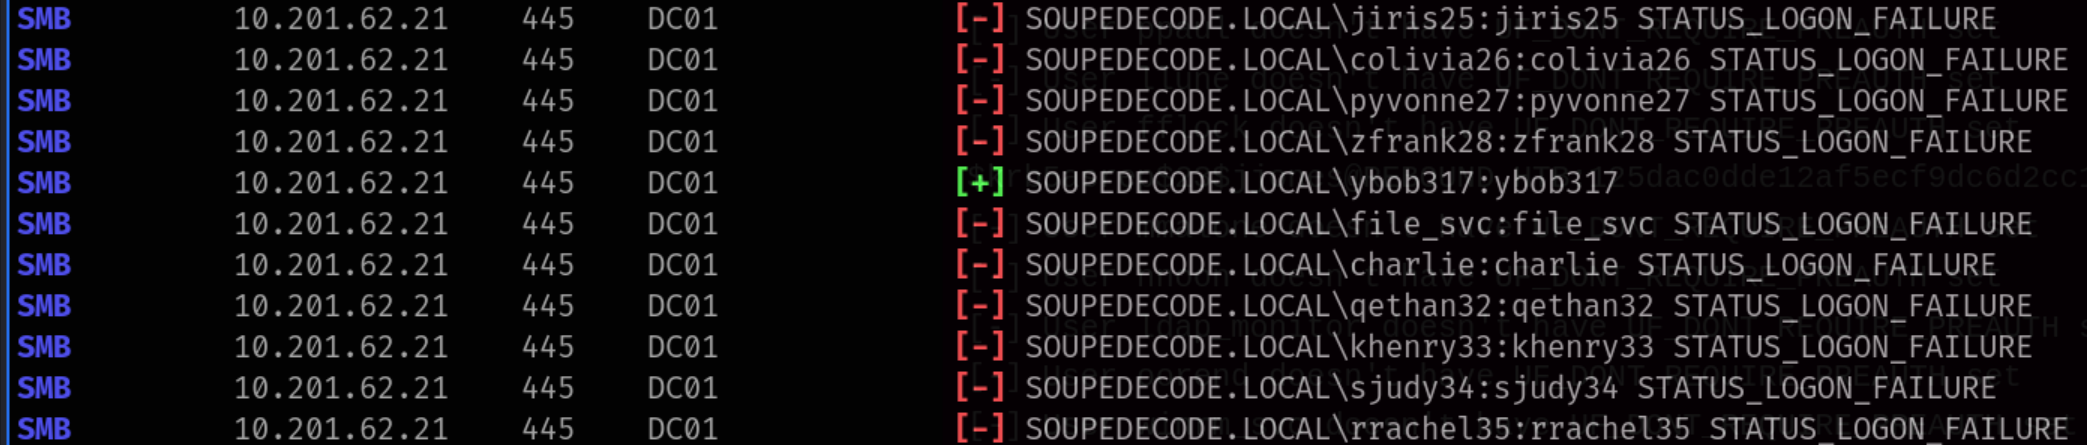 SMB 10.201.62.21 445 DC01 [-] SOUPEDECODE.LOCAL\jiris25:jiris25 STATUS_LOGON_FAILURE
SMB 10.201.62.21 445 DC01 [-] SOUPEDECODE.LOCAL\colivia26:colivia26 STATUS_LOGON_FAILURE
SMB 10.201.62.21 445 DC01 [-] SOUPEDECODE.LOCAL\pyvonne27:pyvonne27 STATUS_LOGON_FAILURE
SMB 10.201.62.21 445 DC01 [-] SOUPEDECODE.LOCAL\zfrank28:zfrank28 STATUS_LOGON_FAILURE
SMB 10.201.62.21 445 DC01 [+] SOUPEDECODE.LOCAL\ybob317:ybob317
SMB 10.201.62.21 445 DC01 [-] SOUPEDECODE.LOCAL\file_svc:file_svc STATUS_LOGON_FAILURE
SMB 10.201.62.21 445 DC01 [-] SOUPEDECODE.LOCAL\charlie:charlie STATUS_LOGON_FAILURE
SMB 10.201.62.21 445 DC01 [-] SOUPEDECODE.LOCAL\qethan32:qethan32 STATUS_LOGON_FAILURE
SMB 10.201.62.21 445 DC01 [-] SOUPEDECODE.LOCAL\khenry33:khenry33 STATUS_LOGON_FAILURE
SMB 10.201.62.21 445 DC01 [-] SOUPEDECODE.LOCAL\sjudy34:sjudy34 STATUS_LOGON_FAILURE
SMB 10.201.62.21 445 DC01 [-] SOUPEDECODE.LOCAL\rrachel35:rrachel35 STATUS_LOGON_FAILURE